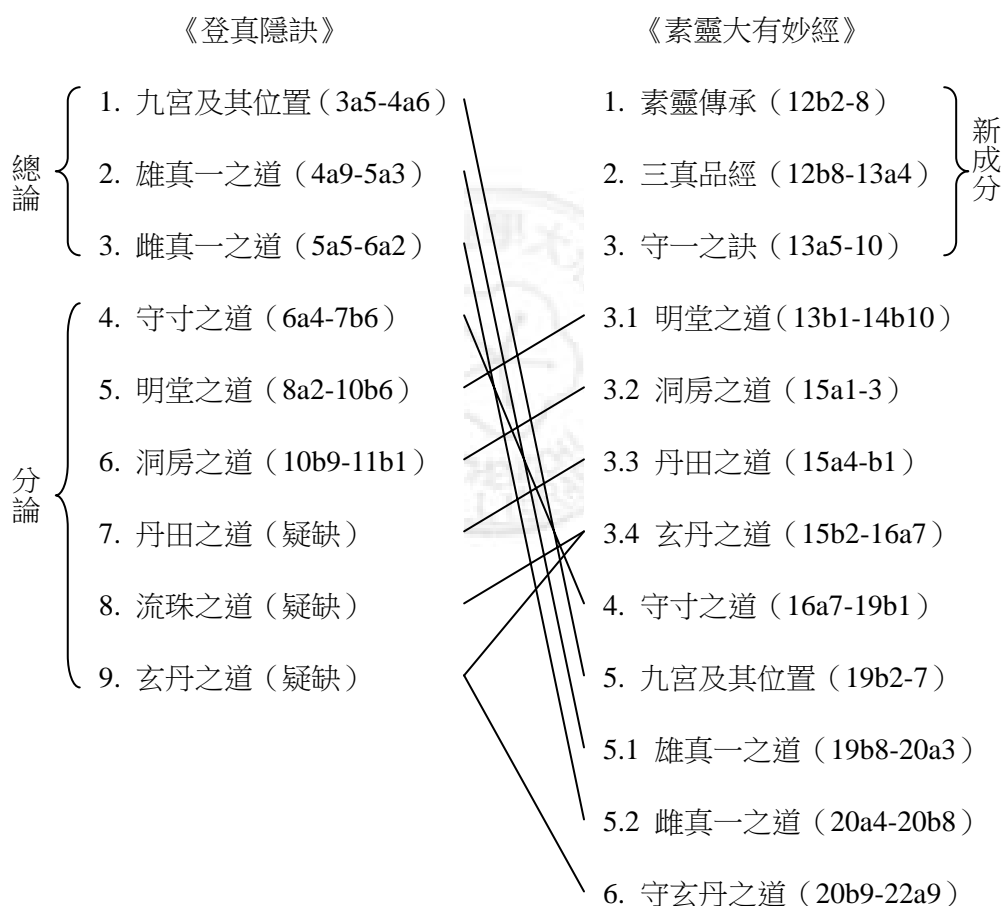 《登真隱訣》
總論
1. 九宮及其位置（3a5-4a6）
2. 雄真一之道（4a9-5a3）
3. 雌真一之道（5a5-6a2）
分論
4. 守寸之道（6a4-7b6）
5. 明堂之道（8a2-10b6）
6. 洞房之道（10b9-11b1）
7. 丹田之道（疑缺）
8. 流珠之道（疑缺）
9. 玄丹之道（疑缺）
《素靈大有妙經》
1. 素靈傳承（12b2-8）
2. 三真品經（12b8-13a4）
3. 守一之訣（13a5-10）
新成分
3.1 明堂之道（13b1-14b10）
3.2 洞房之道（15a1-3）
3.3 丹田之道（15a4-b1）
3.4 玄丹之道（15b2-16a7）
4. 守寸之道（16a7-19b1）
5. 九宮及其位置（19b2-7）
5.1 雄真一之道（19b8-20a3）
5.2 雌真一之道（20a4-20b8）
6. 守玄丹之道（20b9-22a9）